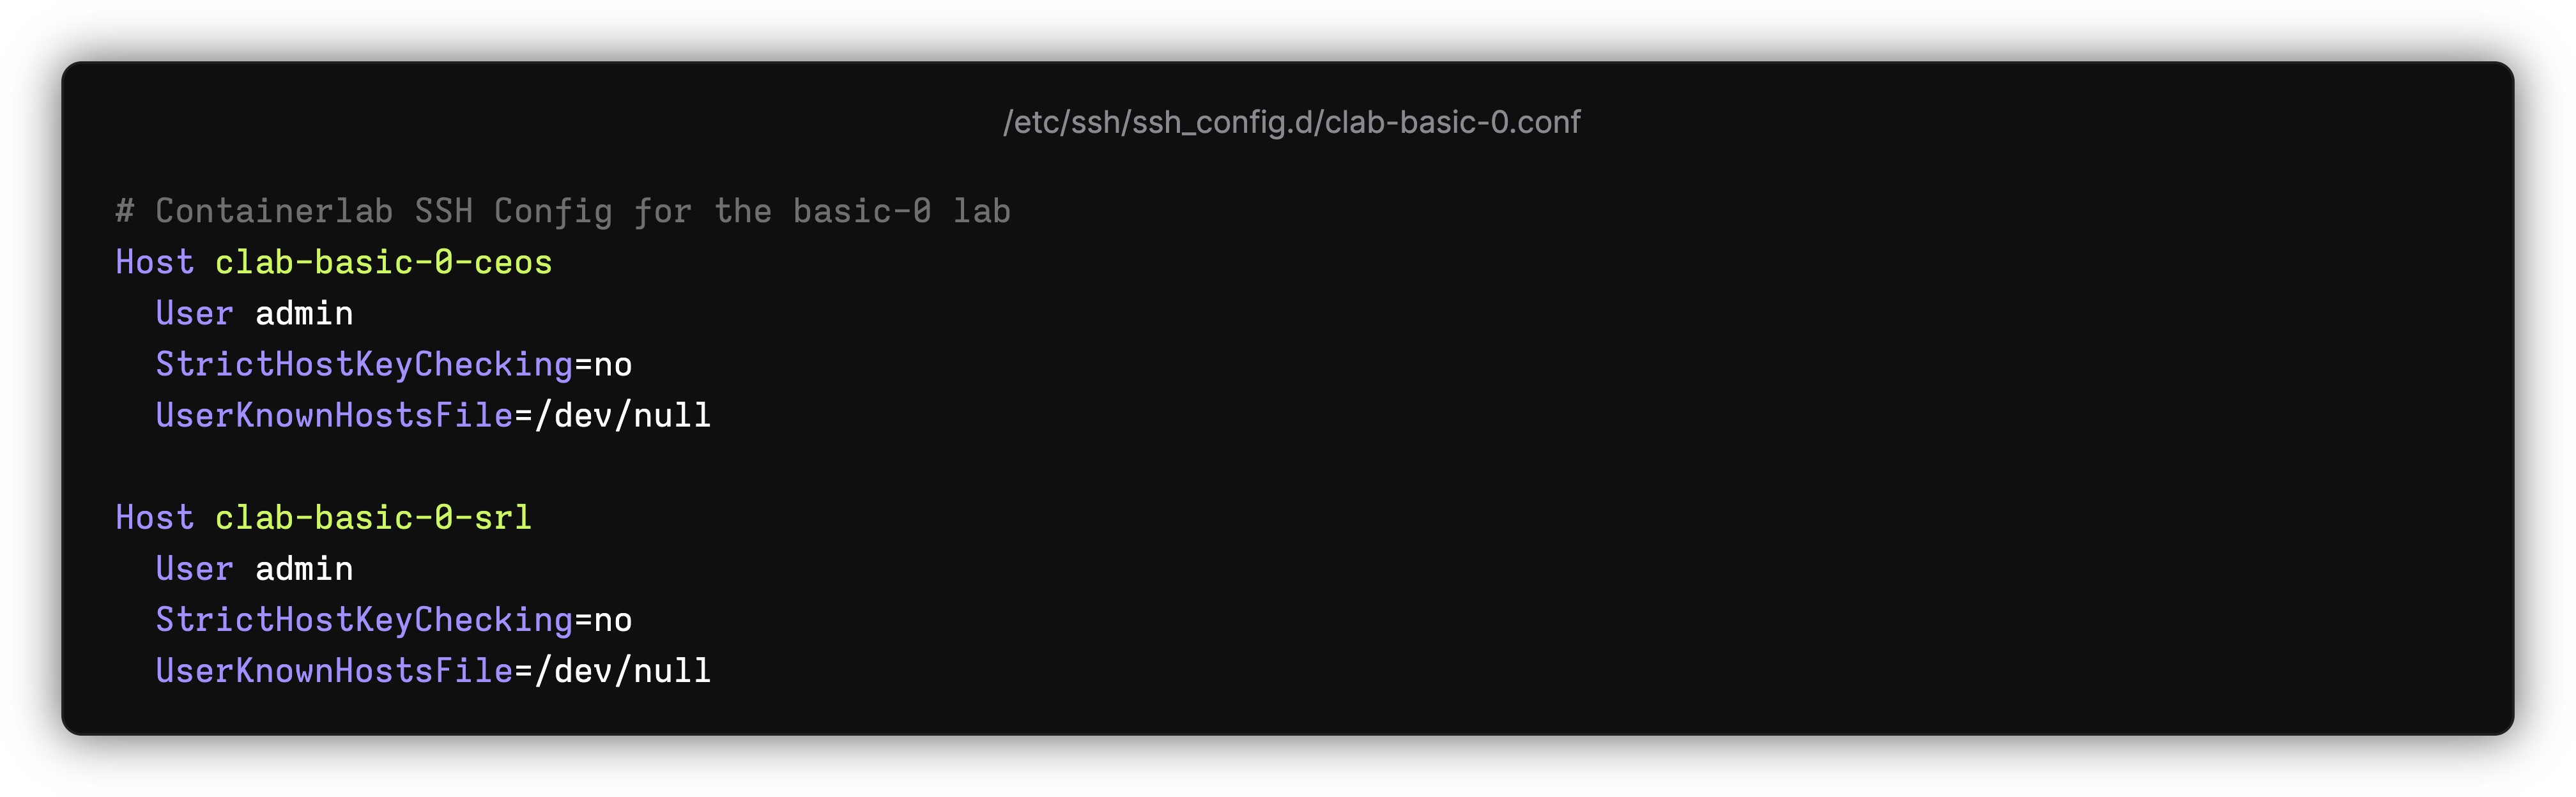 /etc/ssh/ssh_config.d/clab-basic-0.conf
# Containerlab SSH Config for the basic-0 lab
Host clab-basic-0-ceos
  User admin
  StrictHostKeyChecking=no
  UserKnownHostsFile=/dev/null

Host clab-basic-0-srl
  User admin
  StrictHostKeyChecking=no
  UserKnownHostsFile=/dev/null